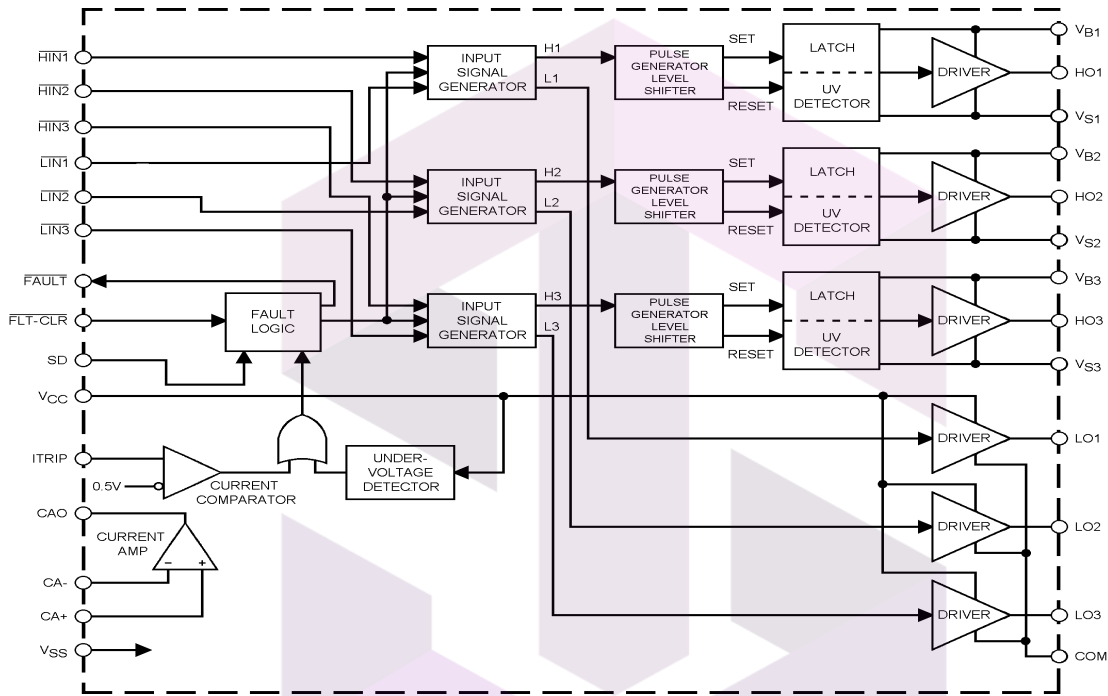 HIN1
HIN2
HIN3
LIN1
LIN2
LIN3
FAULT
FLT-CLR
SD
VCC
ITRIP
0.5V
CAO
CA-
CA+
VSS
INPUT
SIGNAL
GENERATOR
H1
L1
PULSE
GENERATOR
LEVEL
SHIFTER
SET
RESET
LATCH
UV
DETECTOR
DRIVER
VB1
HO1
VS1
INPUT
SIGNAL
GENERATOR
H2
L2
PULSE
GENERATOR
LEVEL
SHIFTER
SET
RESET
LATCH
UV
DETECTOR
DRIVER
VB2
HO2
VS2
FAULT
LOGIC
INPUT
SIGNAL
GENERATOR
H3
L3
PULSE
GENERATOR
LEVEL
SHIFTER
SET
RESET
LATCH
UV
DETECTOR
DRIVER
VB3
HO3
VS3
CURRENT
COMPARATOR
UNDER-
VOLTAGE
DETECTOR
CURRENT
AMP
−
+
DRIVER
LO1
DRIVER
LO2
DRIVER
LO3
COM